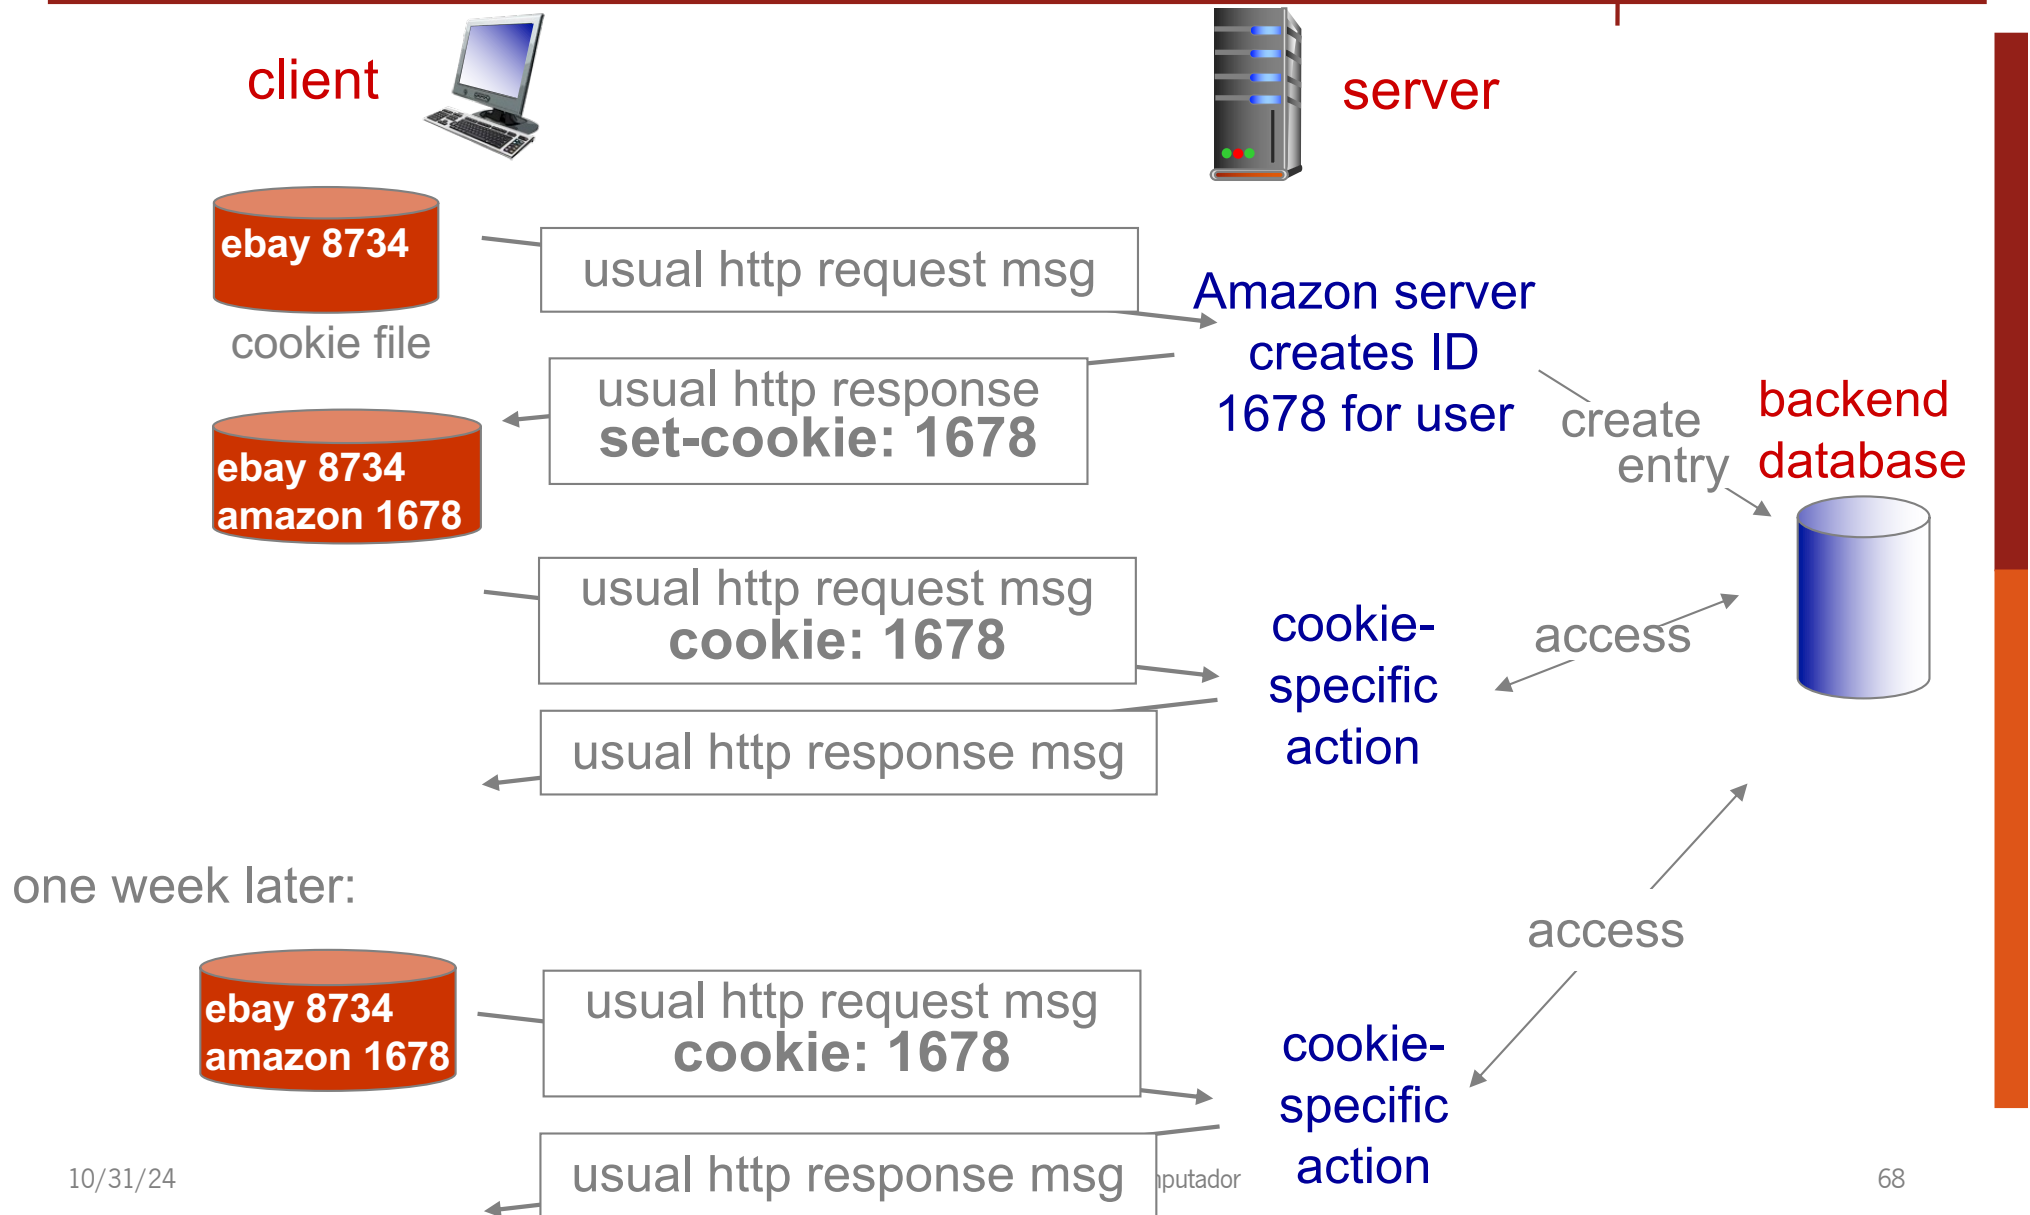 client
server
ebay 8734
usual http request msg
Amazon server
creates ID
1678 for user
cookie file
usual http response
set-cookie: 1678
create
entry
backend
database
ebay 8734
amazon 1678
usual http request msg
cookie: 1678
cookie-
specific
action
access
usual http response msg
one week later:
access
ebay 8734
amazon 1678
usual http request msg
cookie: 1678
cookie-
specific
action
usual http response msg
10/31/24
putador
68